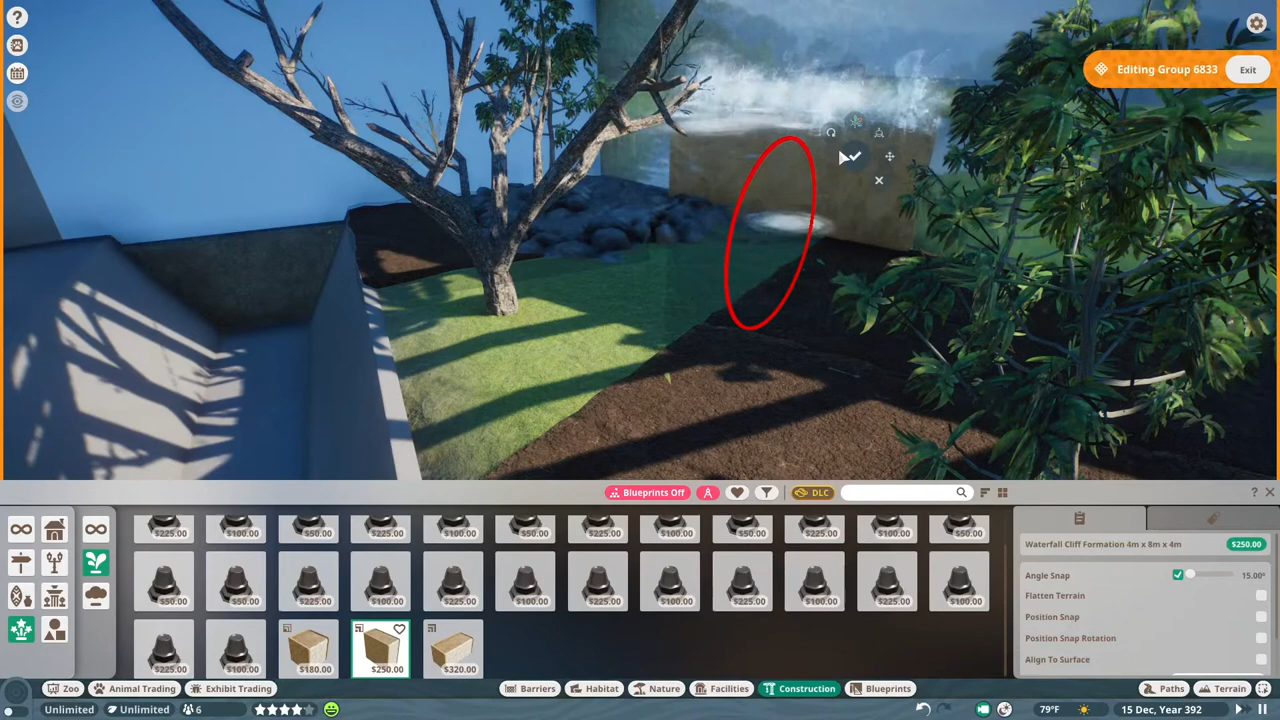 Editing Group 6833
Exit
Blueprints Off
DLC
$225.00 $100.00 $50.00 $225.00 $100.00 $50.00 $225.00 $100.00 $50.00 $225.00 $100.00 $50.00
$50.00 $50.00 $225.00 $100.00 $225.00 $100.00 $225.00 $100.00 $225.00 $100.00 $225.00 $100.00
$225.00 $100.00 $180.00 $250.00 $320.00
Waterfall Cliff Formation 4m x 8m x 4m $250.00
Angle Snap 15.00°
Flatten Terrain
Position Snap
Position Snap Rotation
Align To Surface
Zoo Animal Trading Exhibit Trading Barriers Habitat Nature Facilities Construction Blueprints Paths Terrain
Unlimited Unlimited 6 79°F 15 Dec, Year 392